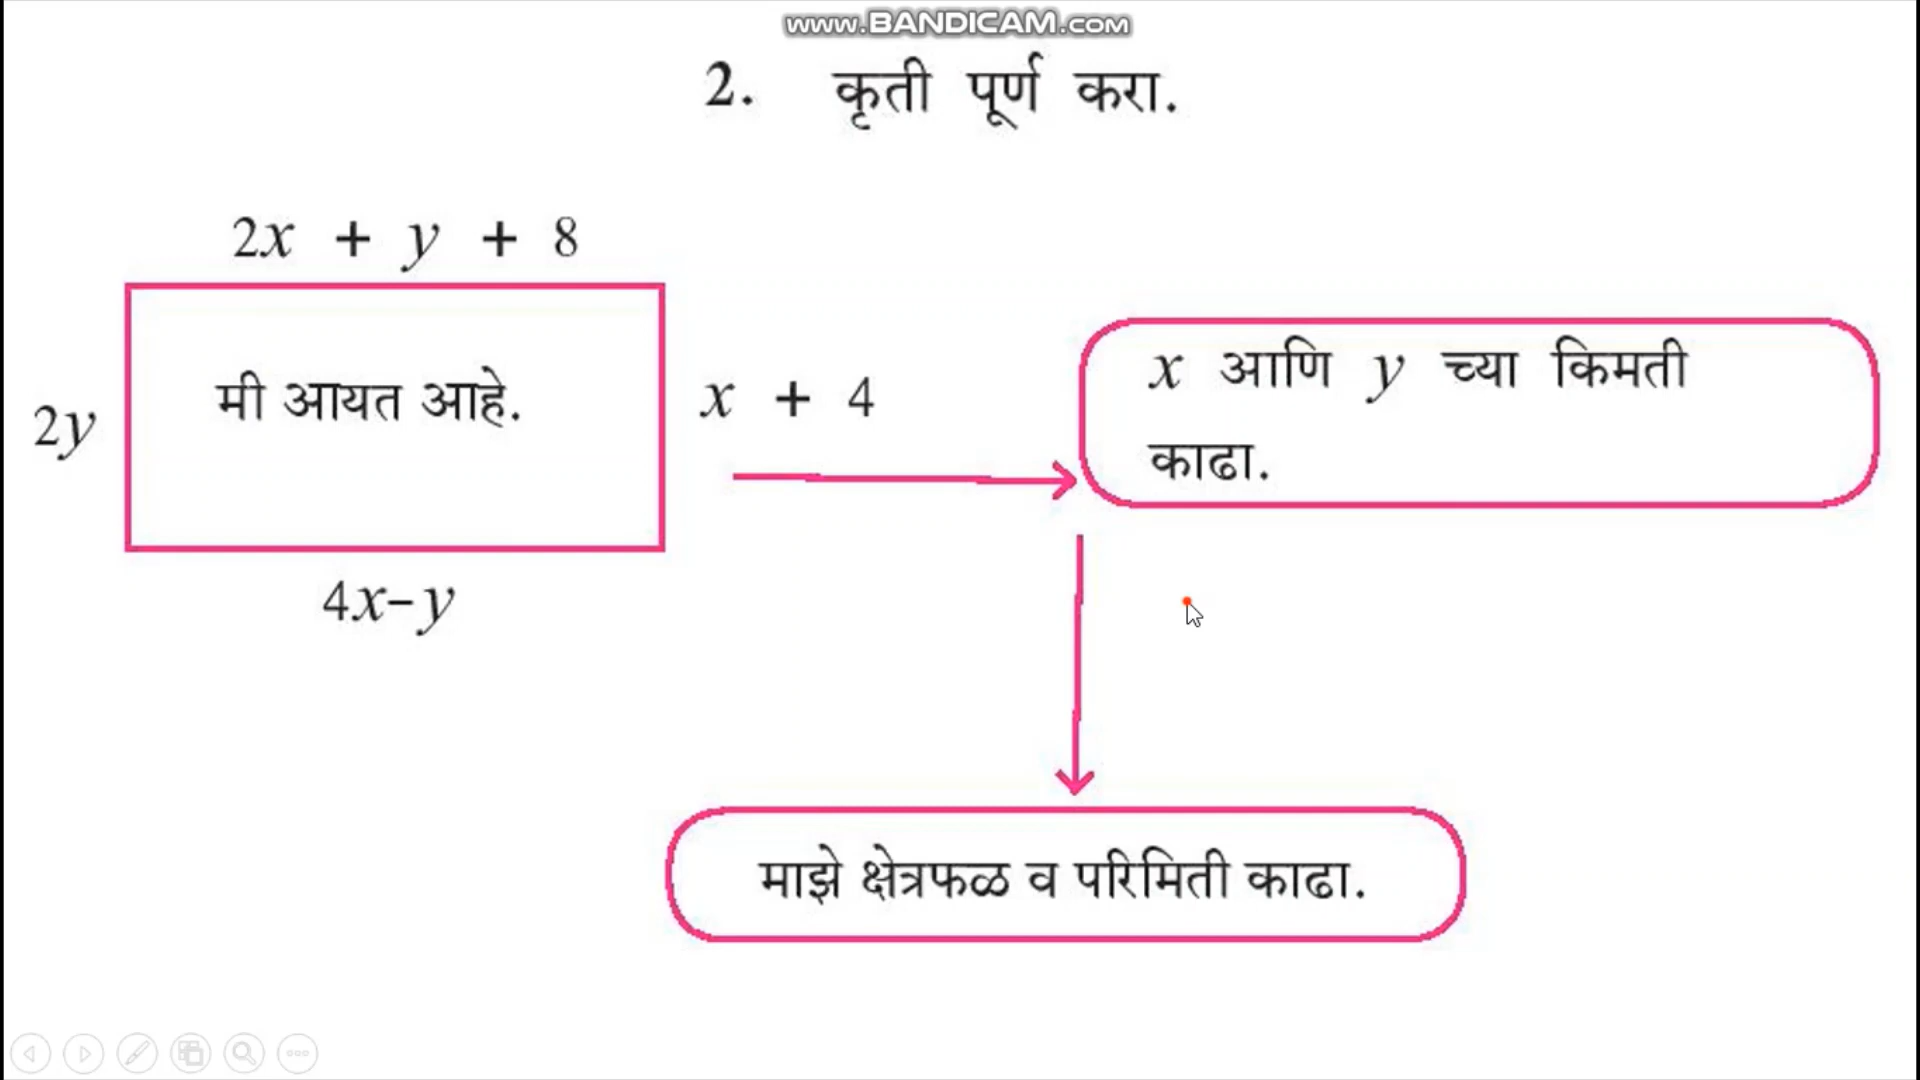 www.BANDICAM.com
2. कृती पूर्ण करा.
2x + y + 8
मी आयत आहे.
2y
x + 4
4x-y
x आणि y च्या किमती
काढा.
माझे क्षेत्रफळ व परिमिती काढा.